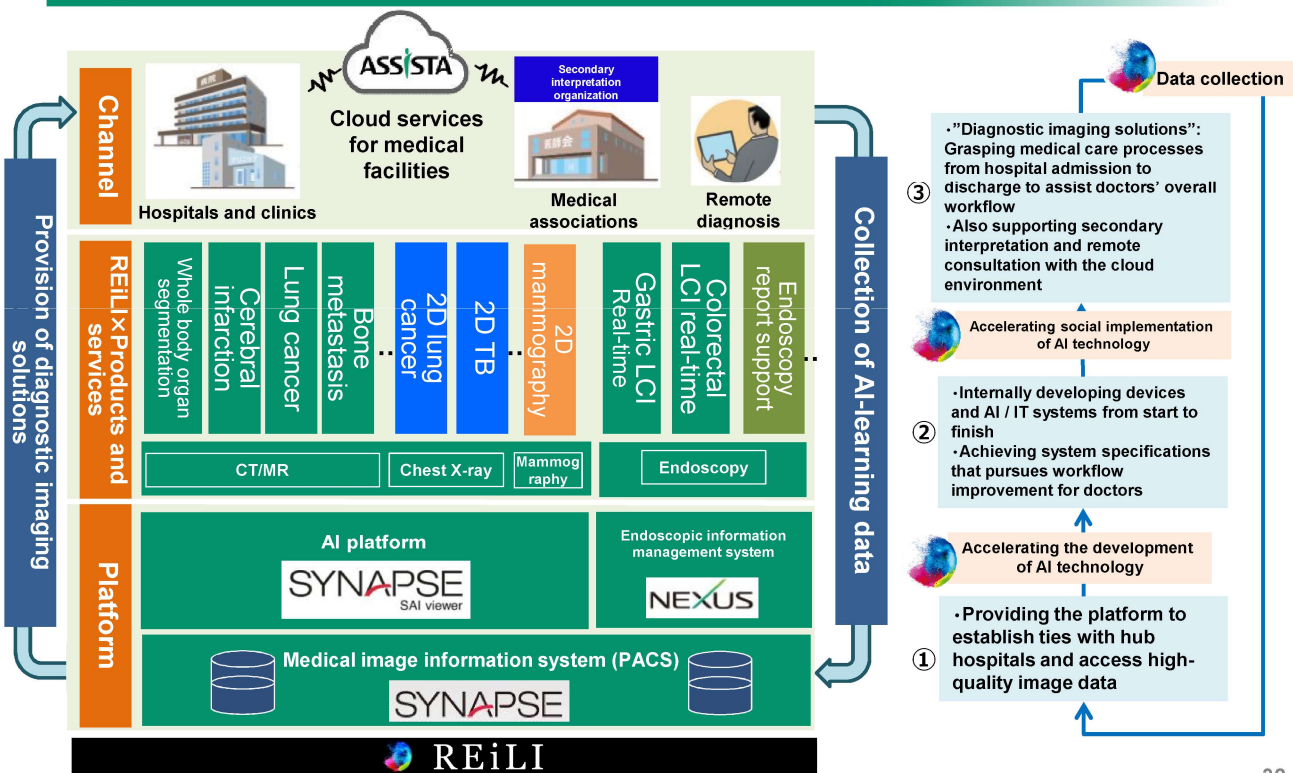 Channel
病院
Hospitals and clinics
ASSiSTA
Cloud services
for medical
facilities
Secondary
interpretation
organization
医師会
Medical
associations
Remote
diagnosis
Provision of diagnostic imaging
solutions
REiLI×Products and
services
Whole body organ
segmentation
Cerebral
infarction
Lung cancer
Bone
metastasis
..
2D lung
cancer
2D TB
..
2D
mammography
Gastric LCI
Real-time
Colorectal
LCI real-time
Endoscopy
report support
..
CT/MR
Chest X-ray
Mammog
raphy
Endoscopy
Platform
AI platform
SYNAPSE
SAI viewer
Endoscopic information
management system
NEXUS
Medical image information system (PACS)
SYNAPSE
REiLI
Collection of AI-learning data
Data collection
③
・"Diagnostic imaging solutions":
Grasping medical care processes
from hospital admission to
discharge to assist doctors' overall
workflow
・Also supporting secondary
interpretation and remote
consultation with the cloud
environment
Accelerating social implementation
of AI technology
②
・Internally developing devices
and AI / IT systems from start to
finish
・Achieving system specifications
that pursues workflow
improvement for doctors
Accelerating the development
of AI technology
①
・Providing the platform to
establish ties with hub
hospitals and access high-
quality image data